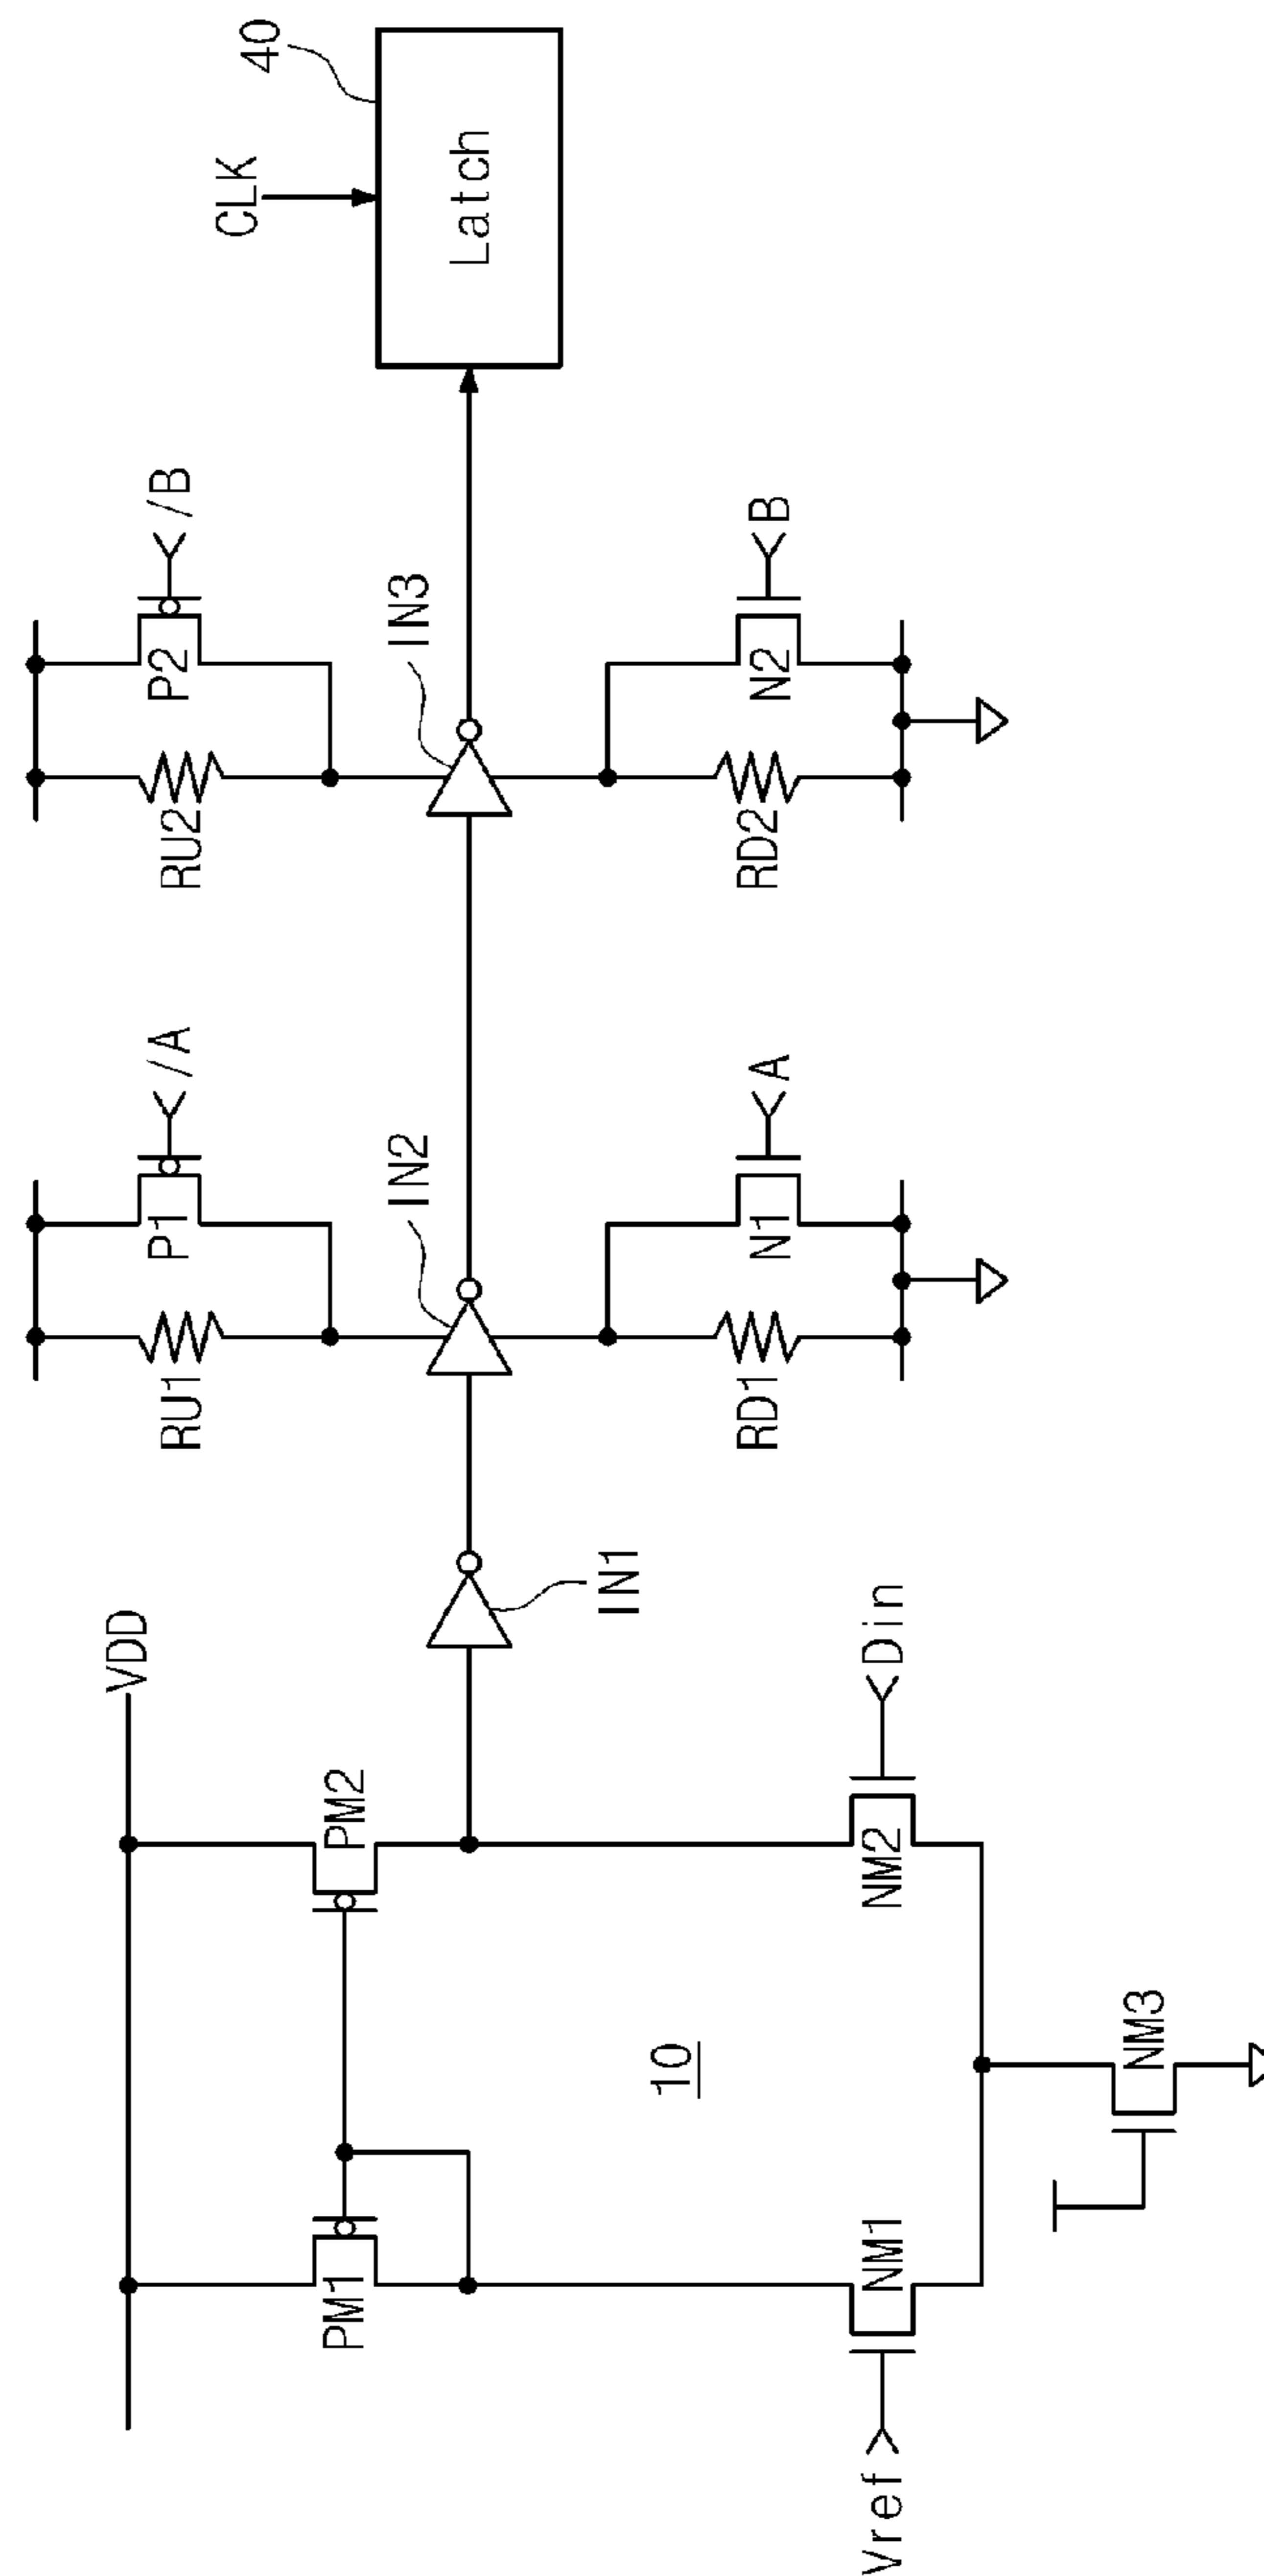 VDD
PM1
PM2
10
Vref
NM1
NM2
Din
NM3
IN1
RU1
P1
/A
IN2
RD1
N1
A
RU2
P2
/B
IN3
RD2
N2
B
CLK
40
Latch